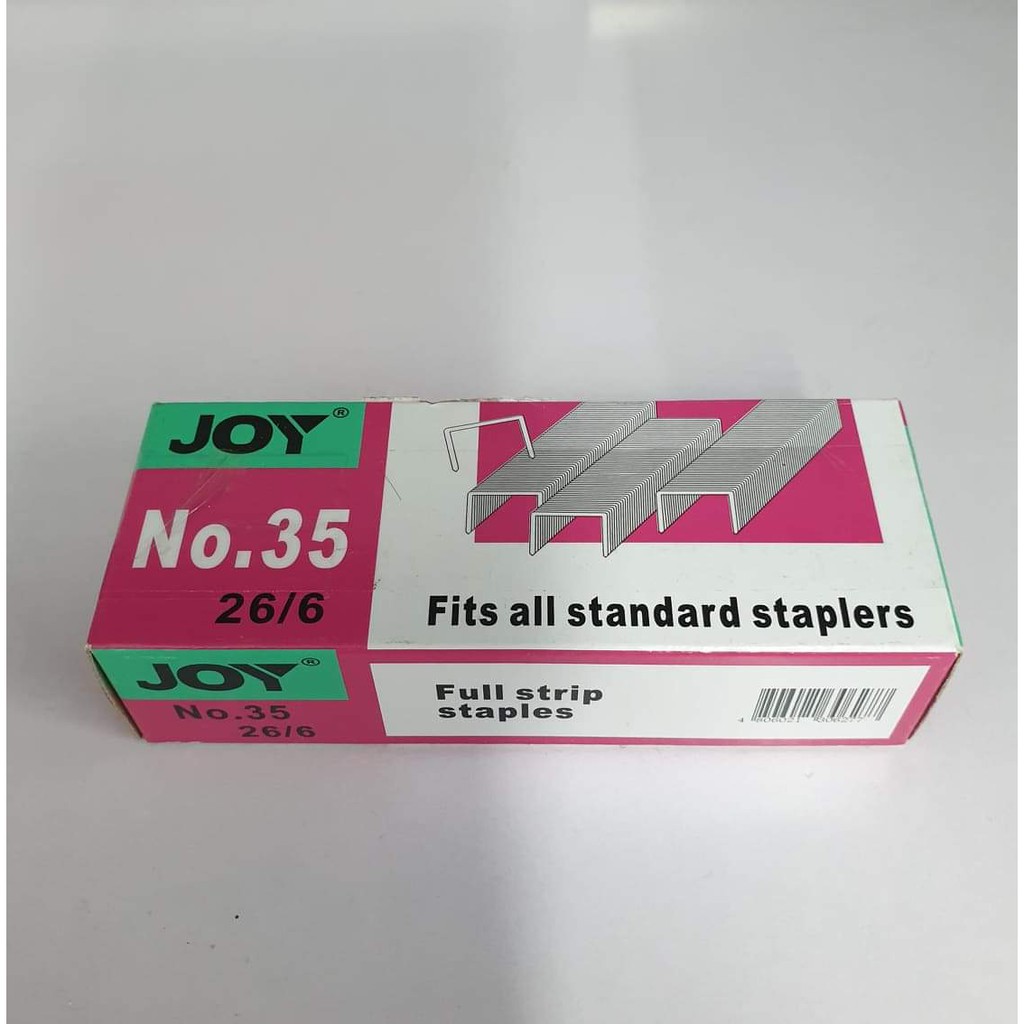 JOY®
No.35
26/6
Fits all standard staplers
JOY®
No.35
26/6
Full strip
staples